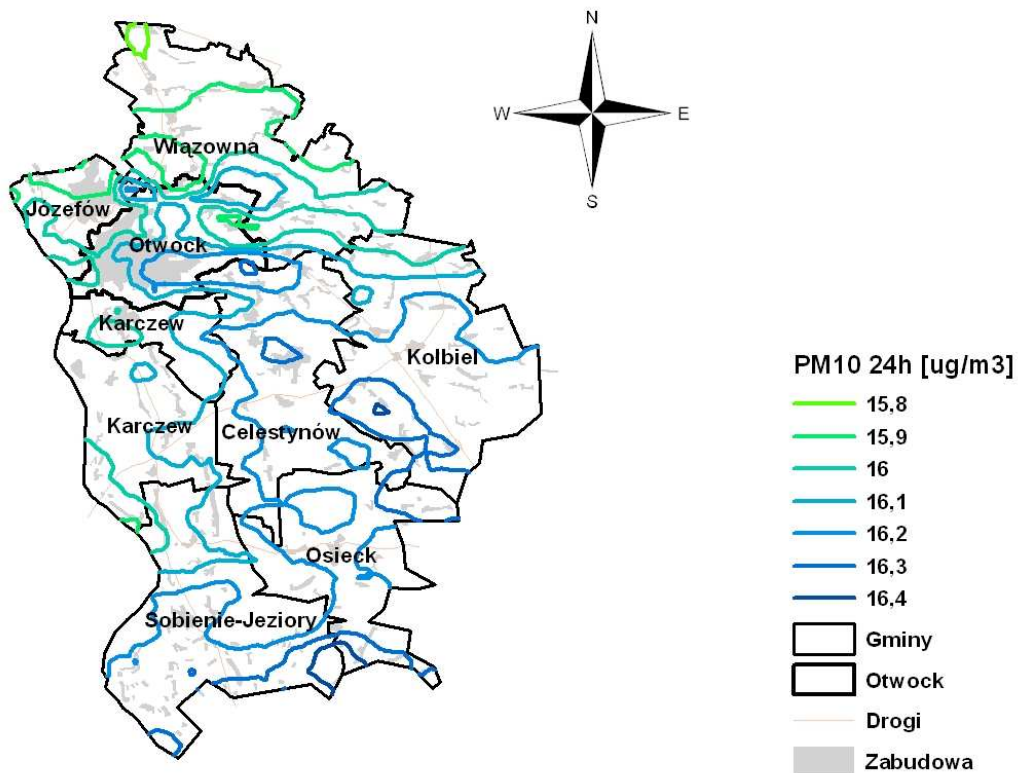 N
W E
S
Wiązowna
Józefów
Otwock
Karczew
Kołbiel
Karczew
Celestynów
Osieck
Sobienie-Jeziory
PM10 24h [ug/m3]
15,8
15,9
16
16,1
16,2
16,3
16,4
Gminy
Otwock
Drogi
Zabudowa